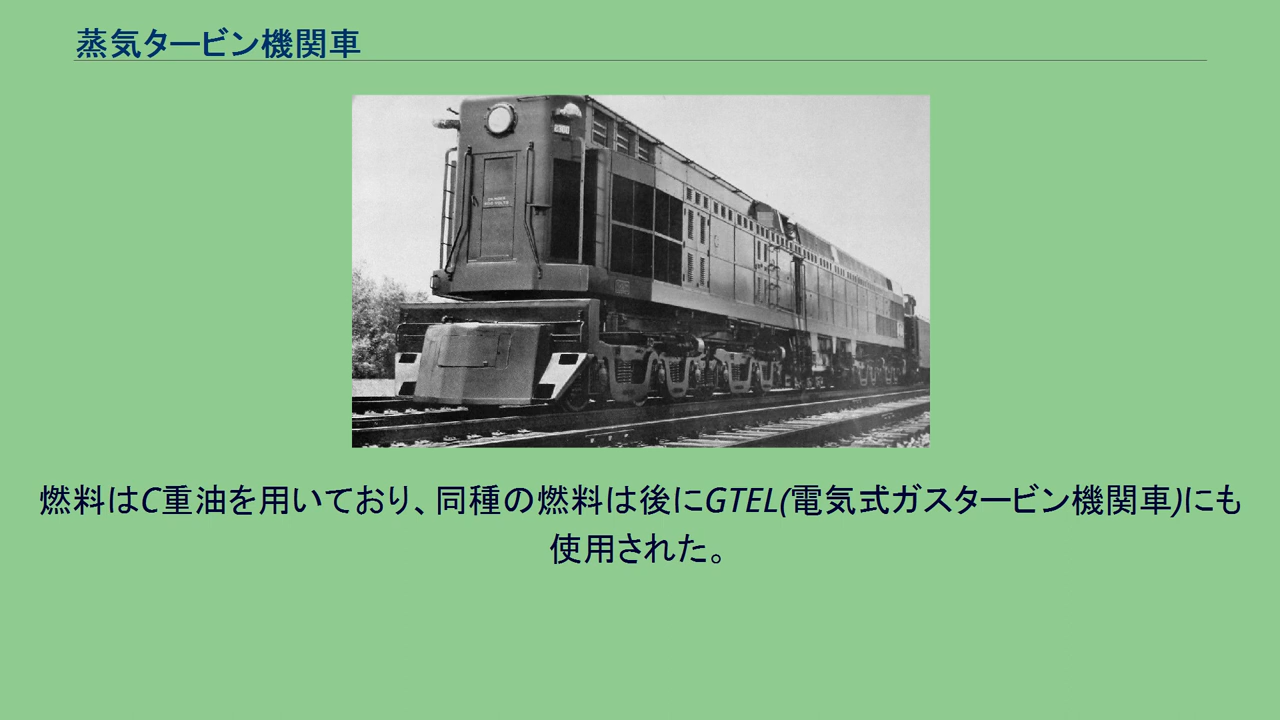 蒸気タービン機関車
燃料はC重油を用いており、同種の燃料は後にGTEL(電気式ガスタービン機関車)にも
使用された。